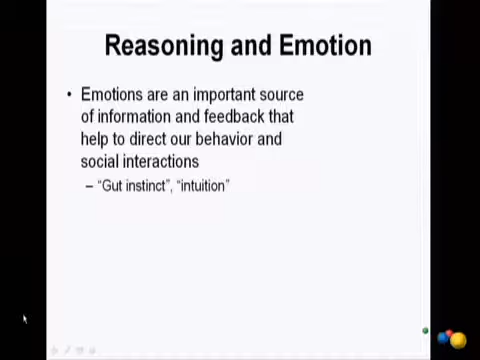 Reasoning and Emotion
• Emotions are an important source
of information and feedback that
help to direct our behavior and
social interactions
– “Gut instinct”, “intuition”